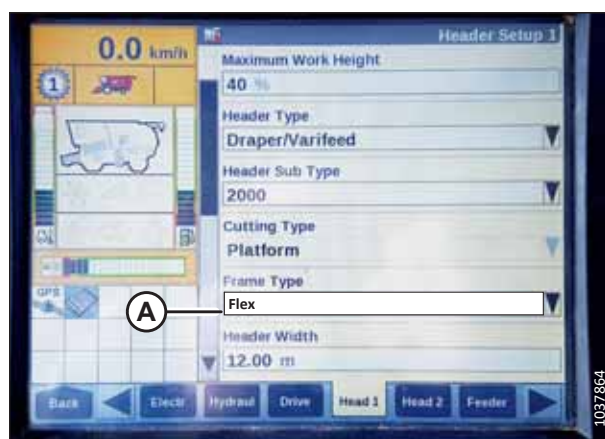 0.0 km/h
Header Setup 1
Maximum Work Height
40 %
1
Header Type
Draper/Varifeed
Header Sub Type
2000
Cutting Type
Platform
Frame Type
A
Flex
GPS
Header Width
12.00 m
Back
Electr
Hydraul
Drive
Head 1
Head 2
Feeder
1037864